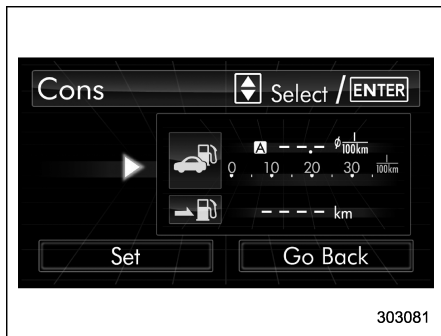 Cons Select / ENTER
A --.- ø l/100km
0 10 20 30 l/100km
---- km
Set Go Back
303081